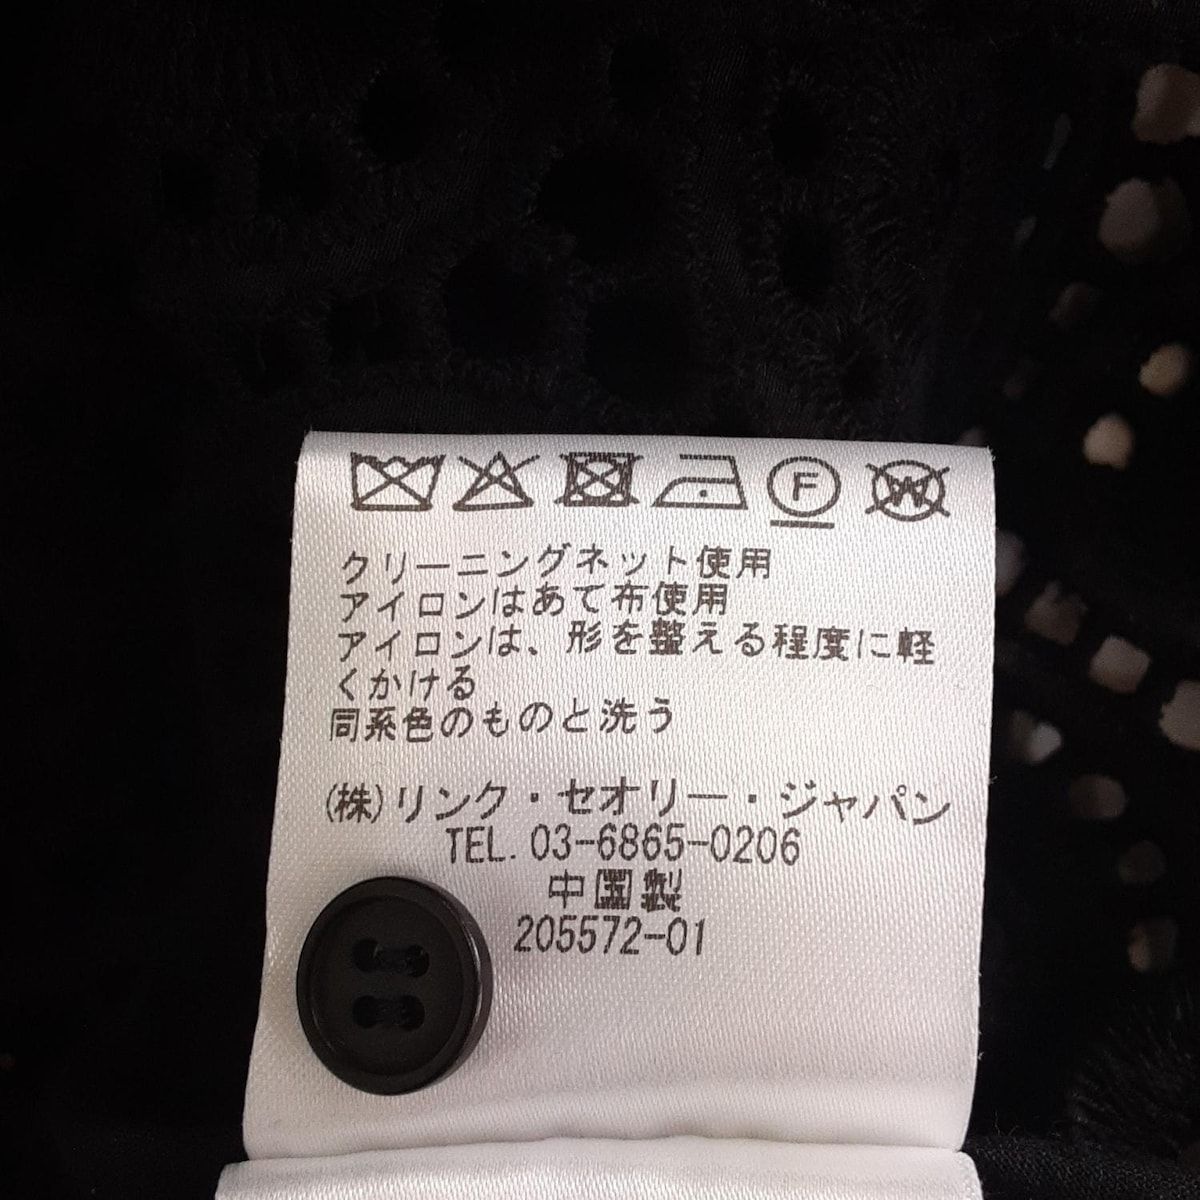 F W
クリーニングネット使用
アイロンはあて布使用
アイロンは、形を整える程度に軽
くかける
同系色のものと洗う
(株)リンク・セオリー・ジャパン
TEL. 03-6865-0206
中国製
205572-01